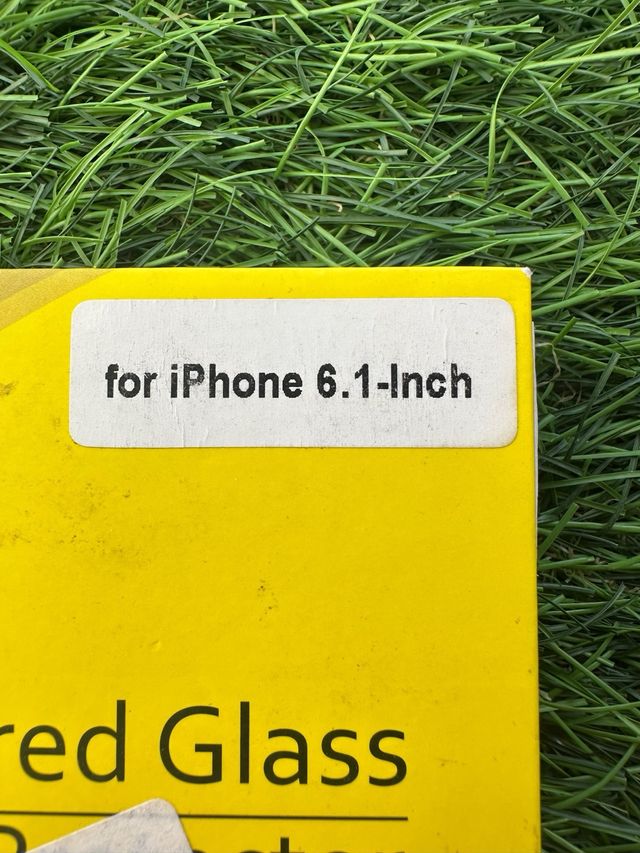 for iPhone 6.1-Inch
red Glass